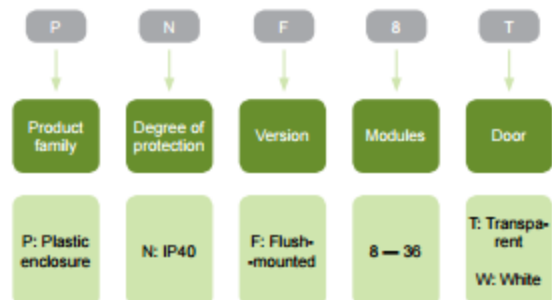 P N F 8 T
Product family
Degree of protection
Version
Modules
Door
P: Plastic enclosure
N: IP40
F: Flush-
-mounted
8 — 36
T: Transpa-
rent
W: White